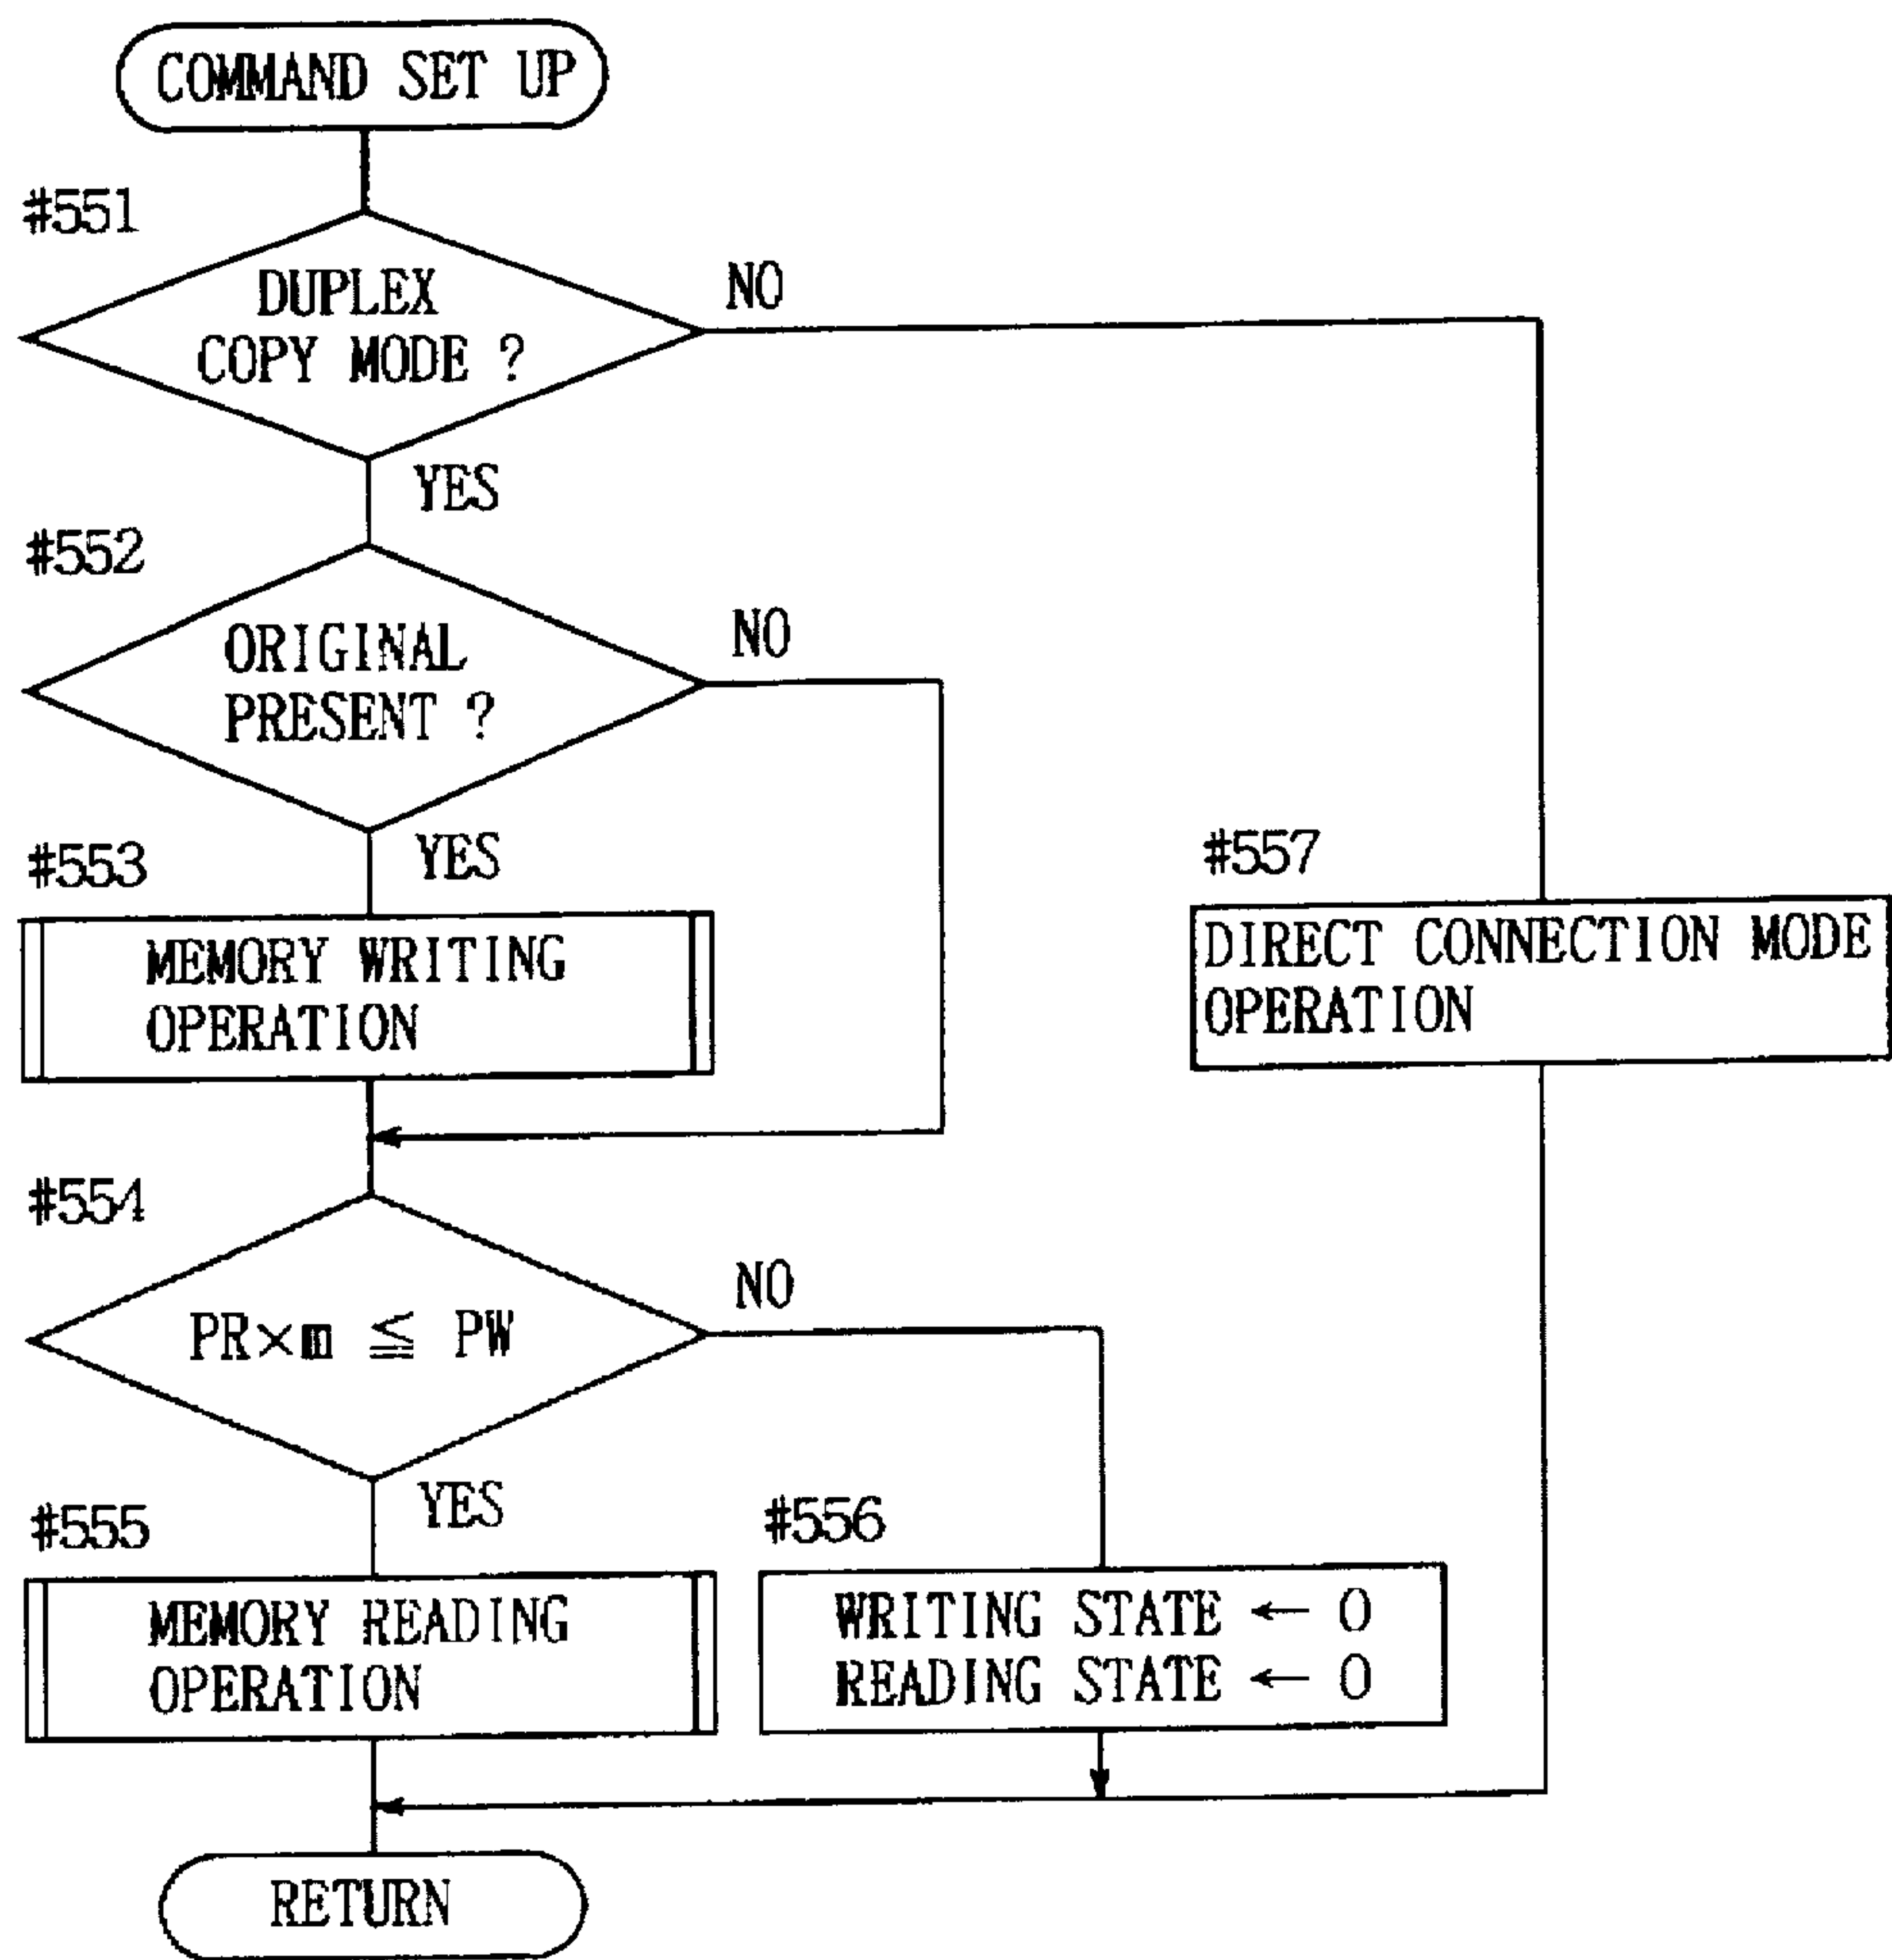 COMMAND SET UP
#551
DUPLEX
COPY MODE ?
NO
YES
#552
ORIGINAL
PRESENT ?
NO
YES
#553
MEMORY WRITING
OPERATION
#557
DIRECT CONNECTION MODE
OPERATION
#554
PR×m ≦ PW
NO
YES
#555
MEMORY READING
OPERATION
#556
WRITING STATE ← 0
READING STATE ← 0
RETURN